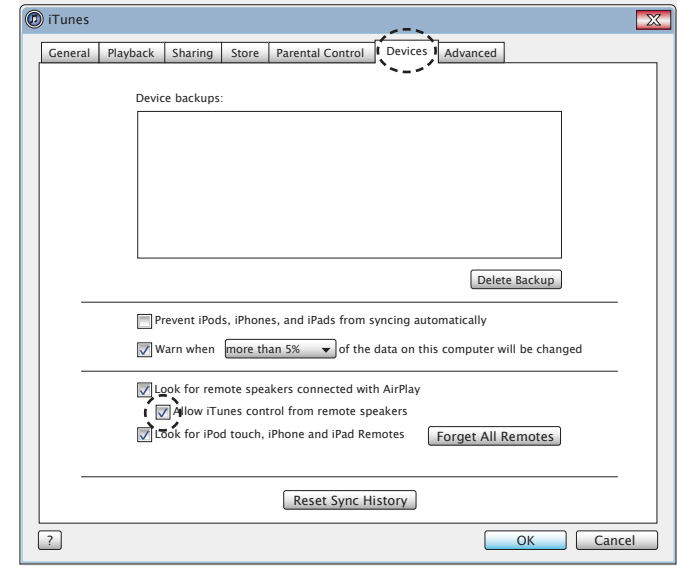 iTunes
General Playback Sharing Store Parental Control Devices Advanced
Device backups:
Delete Backup
Prevent iPods, iPhones, and iPads from syncing automatically
Warn when more than 5% of the data on this computer will be changed
Look for remote speakers connected with AirPlay
Allow iTunes control from remote speakers
Look for iPod touch, iPhone and iPad Remotes Forget All Remotes
Reset Sync History
? OK Cancel